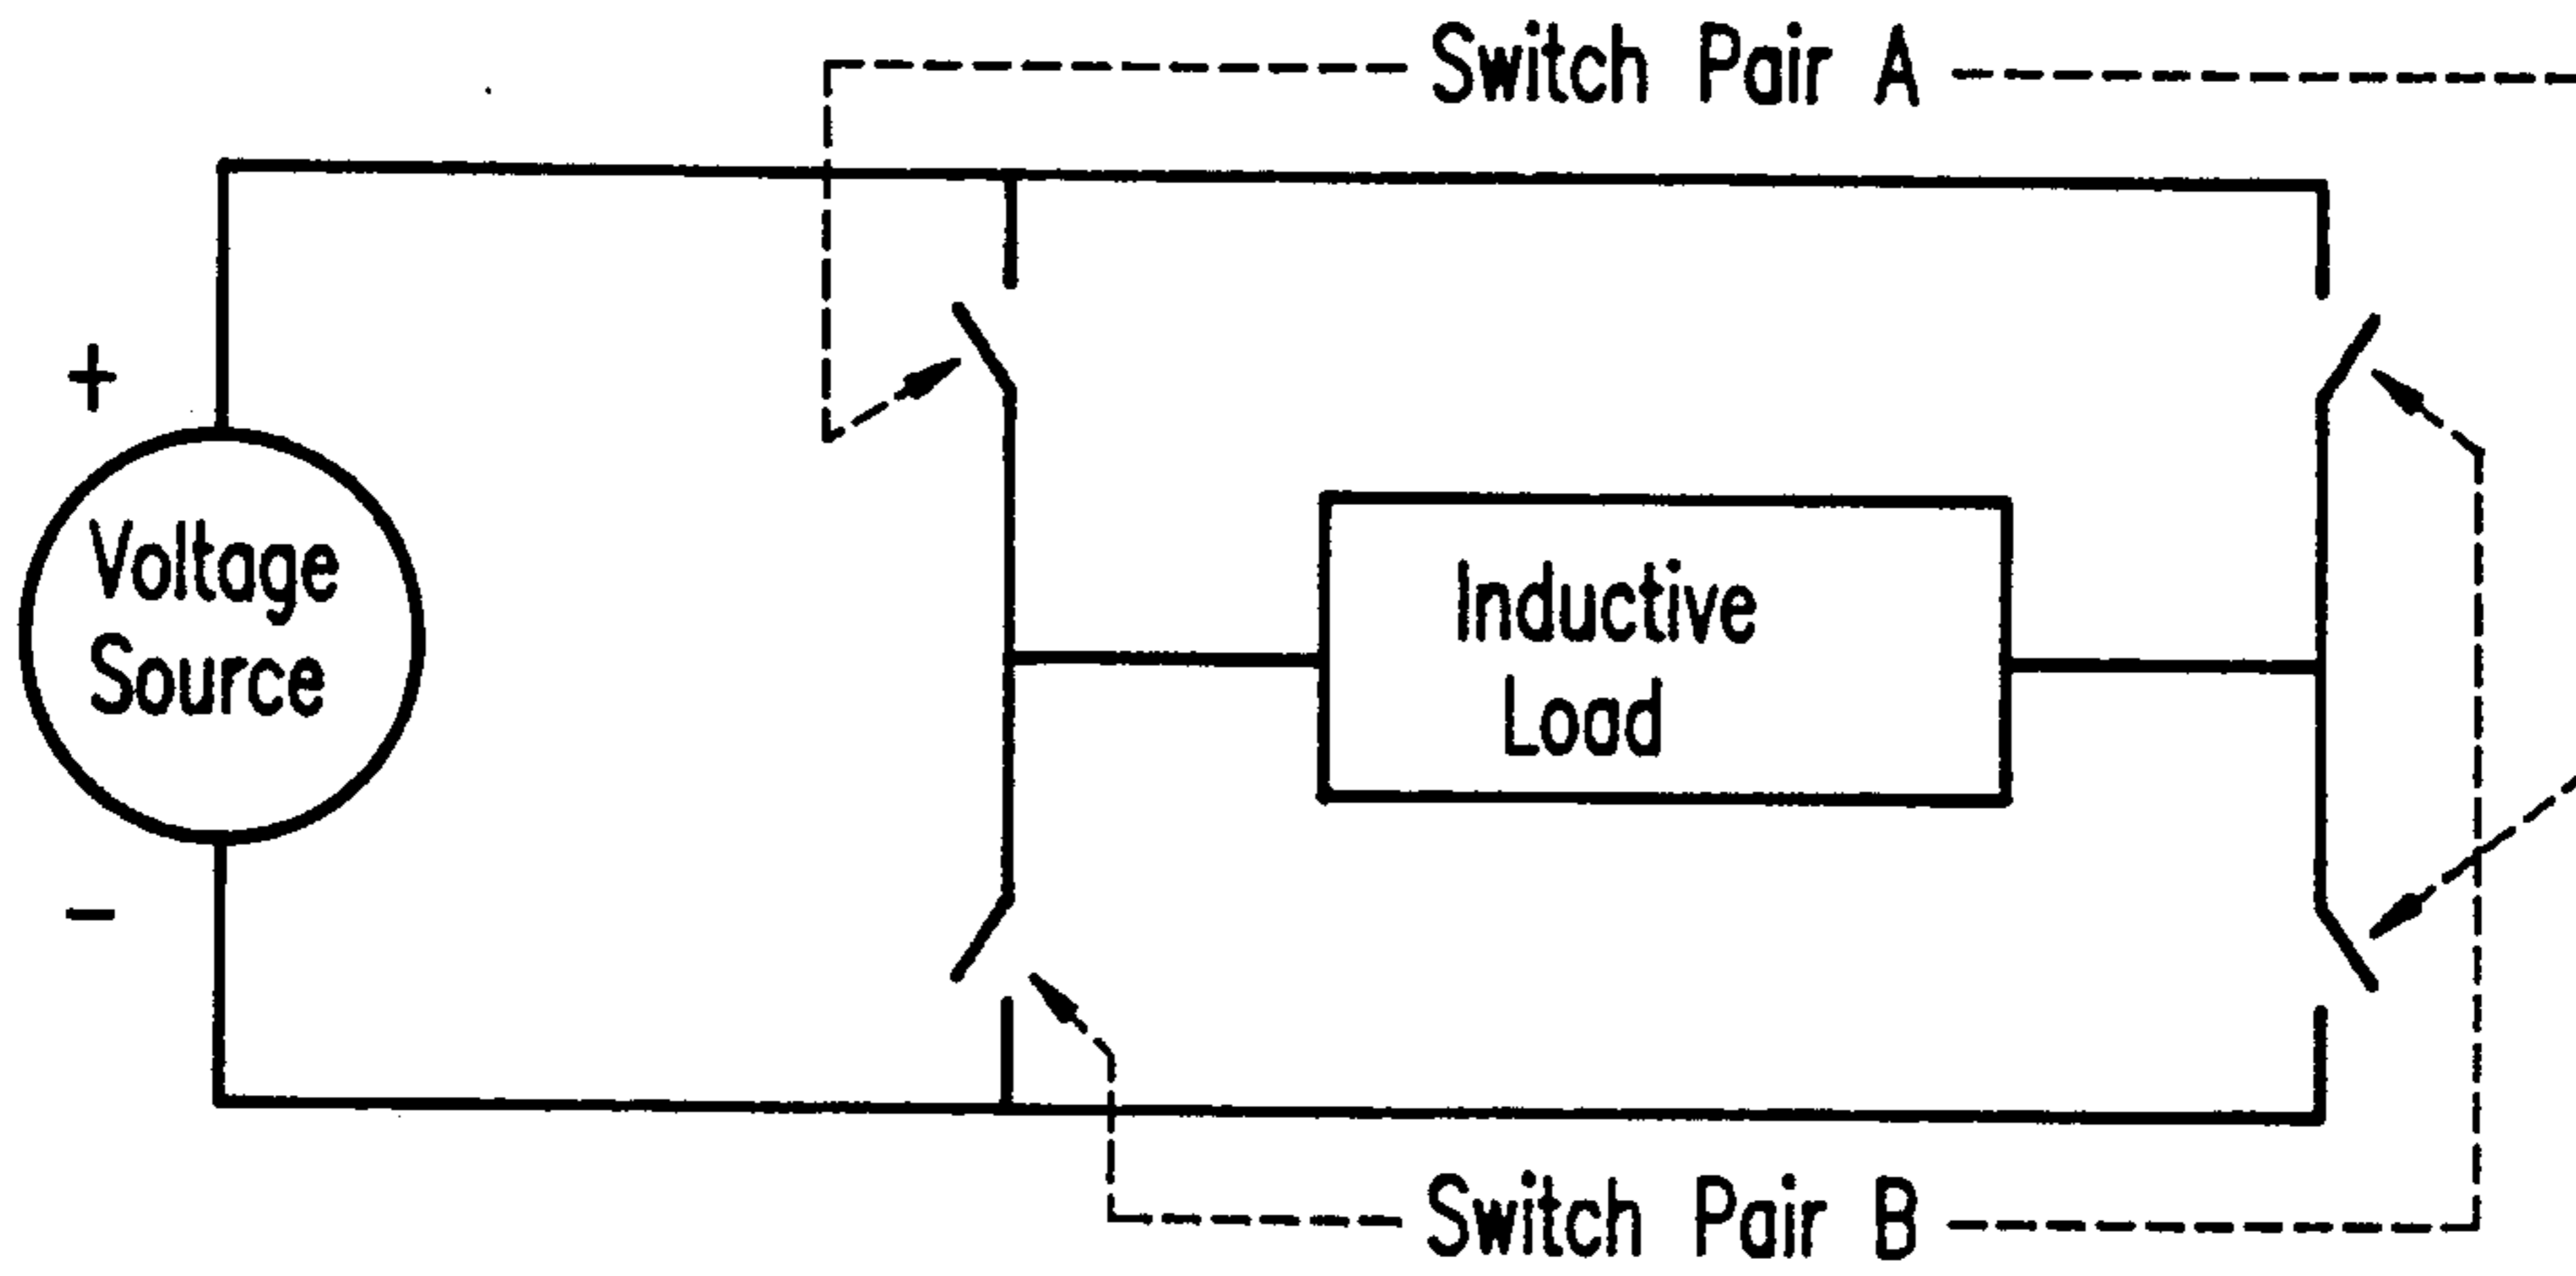 Switch Pair A
+
Voltage
Source
−
Inductive
Load
Switch Pair B